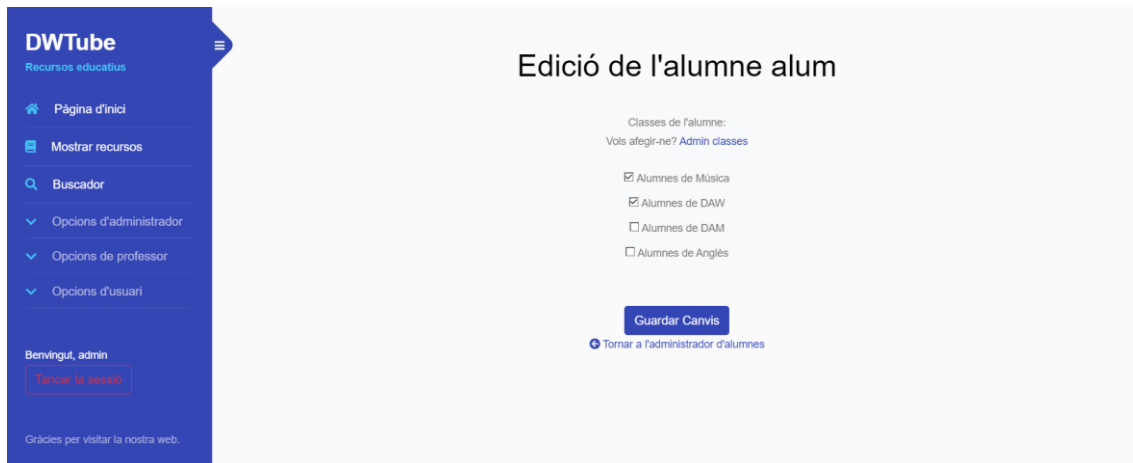 DWTube
Recursos educatius
Pàgina d'inici
Mostrar recursos
Buscador
Opcions d'administrador
Opcions de professor
Opcions d'usuari
Benvingut, admin
Tancar la sessió
Gràcies per visitar la nostra web.
Edició de l'alumne alum
Classes de l'alumne:
Vols afegir-ne? Admin classes
Alumnes de Música
Alumnes de DAW
Alumnes de DAM
Alumnes de Anglès
Guardar Canvis
Tornar a l'administrador d'alumnes